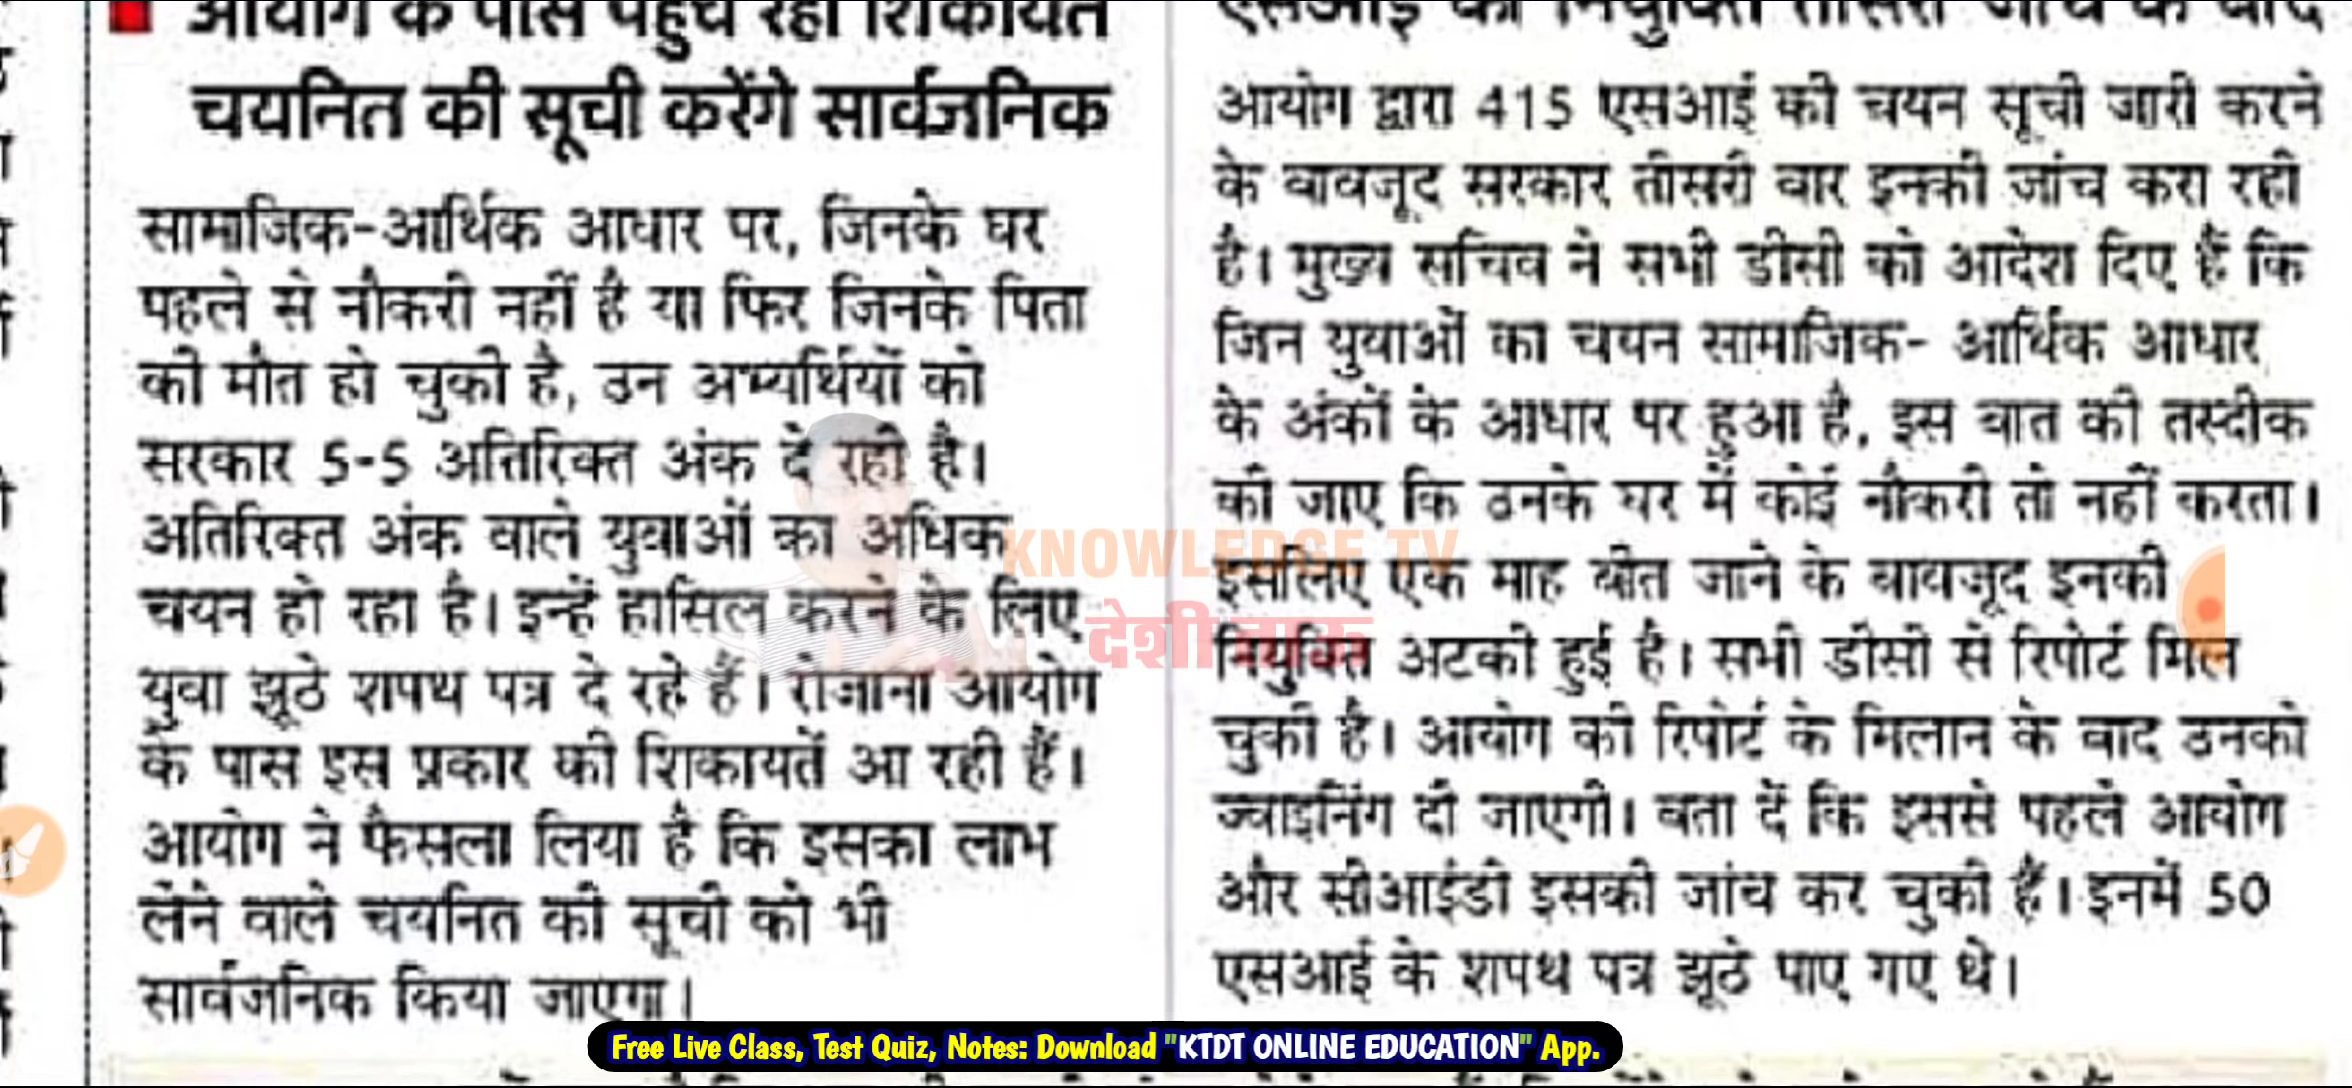 आयोग के पास पहुंच रही शिकायत
चयनित की सूची करेंगे सार्वजनिक
सामाजिक-आर्थिक आधार पर, जिनके घर
पहले से नौकरी नहीं है या फिर जिनके पिता
की मौत हो चुकी है, उन अभ्यर्थियों को
सरकार 5-5 अतिरिक्त अंक दे रही है।
अतिरिक्त अंक वाले युवाओं का अधिक
चयन हो रहा है। इन्हें हासिल करने के लिए
युवा झूठे शपथ पत्र दे रहे हैं। रोजाना आयोग
के पास इस प्रकार की शिकायतें आ रही हैं।
आयोग ने फैसला लिया है कि इसका लाभ
लेने वाले चयनित की सूची को भी
सार्वजनिक किया जाएगा।
एसआई की नियुक्ति तीसरी जांच के बाद
आयोग द्वारा 415 एसआई की चयन सूची जारी करने
के बावजूद सरकार तीसरी बार इनकी जांच करा रही
है। मुख्य सचिव ने सभी डीसी को आदेश दिए हैं कि
जिन युवाओं का चयन सामाजिक- आर्थिक आधार
के अंकों के आधार पर हुआ है, इस बात की तस्दीक
की जाए कि उनके घर में कोई नौकरी तो नहीं करता।
इसलिए एक माह बीत जाने के बावजूद इनकी
नियुक्ति अटकी हुई है। सभी डीसी से रिपोर्ट मिल
चुकी है। आयोग की रिपोर्ट के मिलान के बाद उनको
ज्वाइनिंग दी जाएगी। बता दें कि इससे पहले आयोग
और सीआईडी इसकी जांच कर चुकी हैं। इनमें 50
एसआई के शपथ पत्र झूठे पाए गए थे।
KNOWLEDGE TV
देशी टाक
Free Live Class, Test Quiz, Notes: Download "KTDT ONLINE EDUCATION" App.